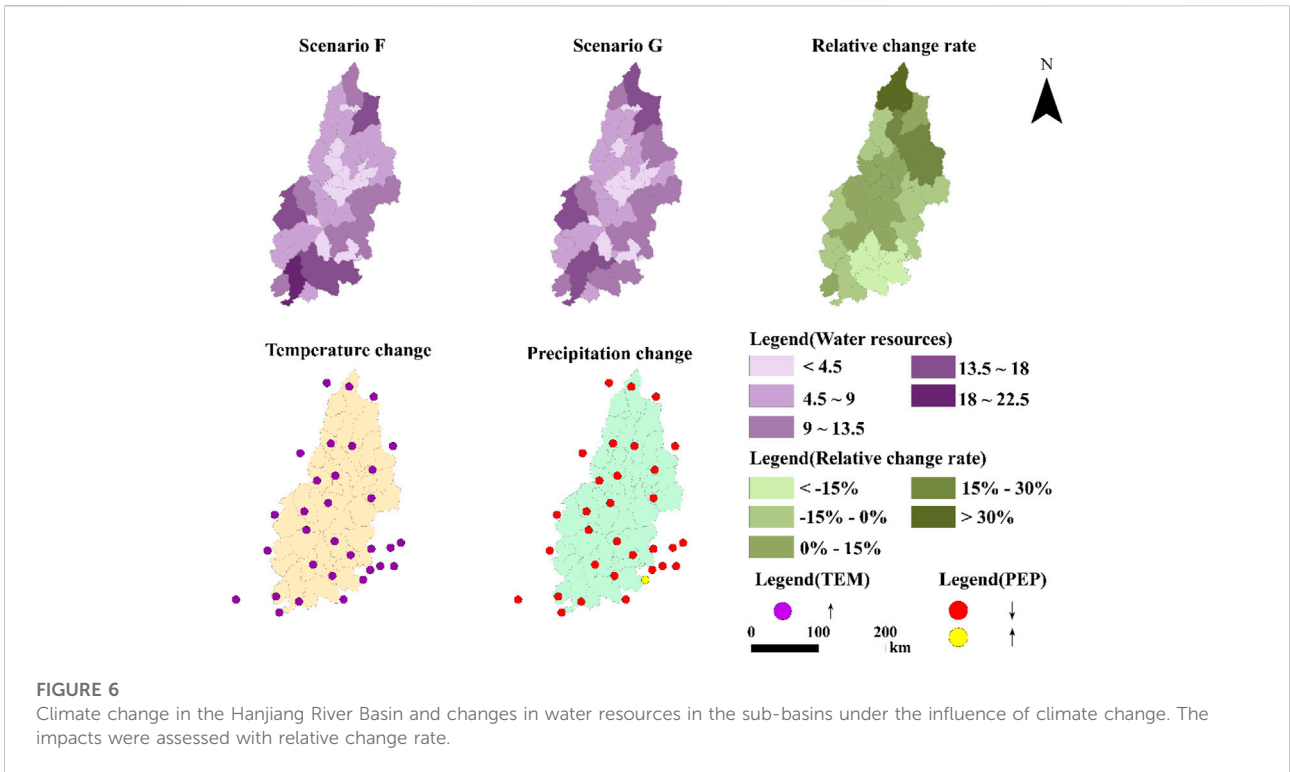 Scenario F
Scenario G
Relative change rate
N
Temperature change
Precipitation change
Legend(Water resources)
< 4.5
13.5 ~ 18
4.5 ~ 9
18 ~ 22.5
9 ~ 13.5
Legend(Relative change rate)
< -15%
15% - 30%
-15% - 0%
> 30%
0% - 15%
Legend(TEM)
Legend(PEP)
↑
↓
↑
0 100 200
km
FIGURE 6
Climate change in the Hanjiang River Basin and changes in water resources in the sub-basins under the influence of climate change. The
impacts were assessed with relative change rate.